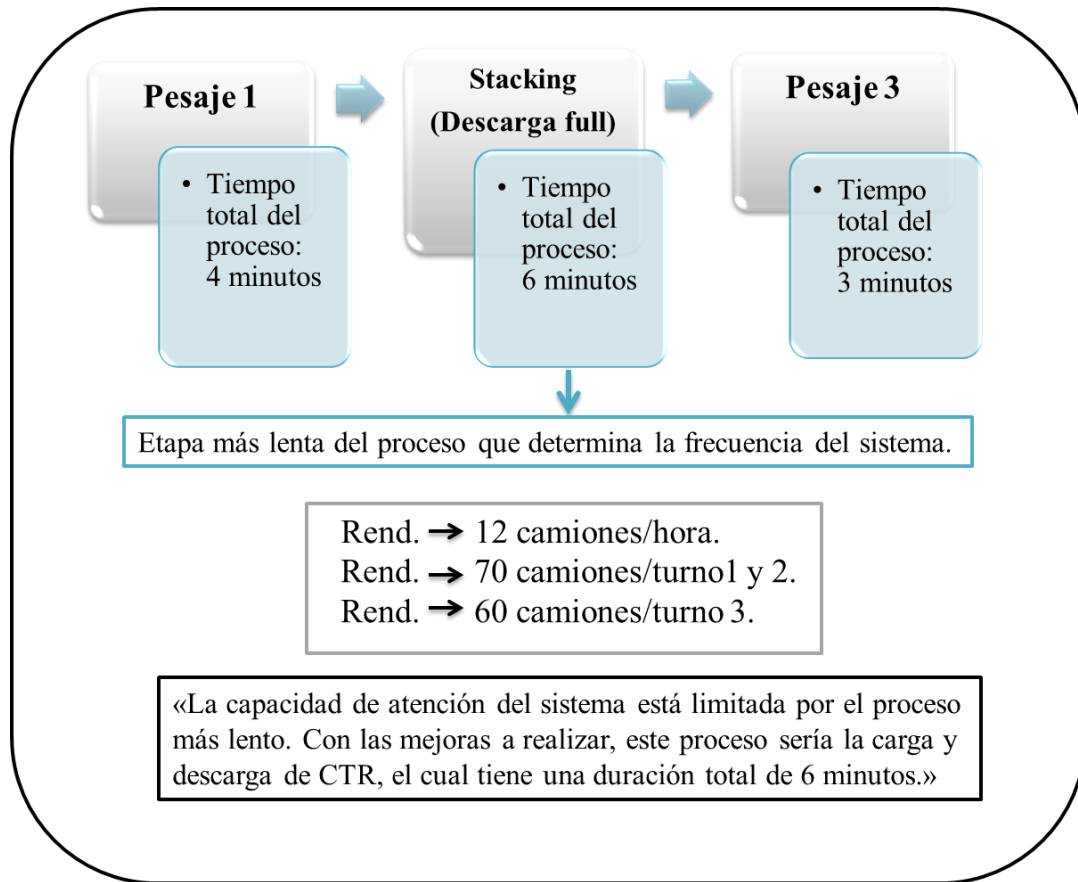 Pesaje 1
• Tiempo
total del
proceso:
4 minutos
Stacking
(Descarga full)
• Tiempo
total del
proceso:
6 minutos
Pesaje 3
• Tiempo
total del
proceso:
3 minutos
Etapa más lenta del proceso que determina la frecuencia del sistema.
Rend. → 12 camiones/hora.
Rend. → 70 camiones/turno1 y 2.
Rend. → 60 camiones/turno 3.
«La capacidad de atención del sistema está limitada por el proceso
más lento. Con las mejoras a realizar, este proceso sería la carga y
descarga de CTR, el cual tiene una duración total de 6 minutos.»